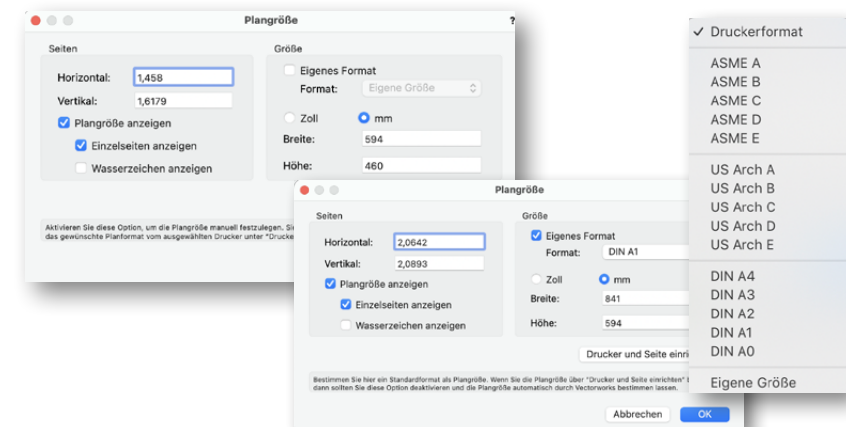 Plangröße
?
Seiten
Horizontal: 1,458
Vertikal: 1,6179
Plangröße anzeigen
Einzelseiten anzeigen
Wasserzeichen anzeigen
Größe
Eigenes Format
Format: Eigene Größe
Zoll mm
Breite: 594
Höhe: 460
Aktivieren Sie diese Option, um die Plangröße manuell festzulegen. Si
das gewünschte Planformat vom ausgewählten Drucker unter "Drucke
Plangröße
Seiten
Horizontal: 2,0642
Vertikal: 2,0893
Plangröße anzeigen
Einzelseiten anzeigen
Wasserzeichen anzeigen
Größe
Eigenes Format
Format: DIN A1
Zoll mm
Breite: 841
Höhe: 594
Drucker und Seite einri
Bestimmen Sie hier ein Standardformat als Plangröße. Wenn Sie die Plangröße über "Drucker und Seite einrichten"
dann sollten Sie diese Option deaktivieren und die Plangröße automatisch durch Vectorworks bestimmen lassen.
Abbrechen OK
✓ Druckerformat
ASME A
ASME B
ASME C
ASME D
ASME E
US Arch A
US Arch B
US Arch C
US Arch D
US Arch E
DIN A4
DIN A3
DIN A2
DIN A1
DIN A0
Eigene Größe